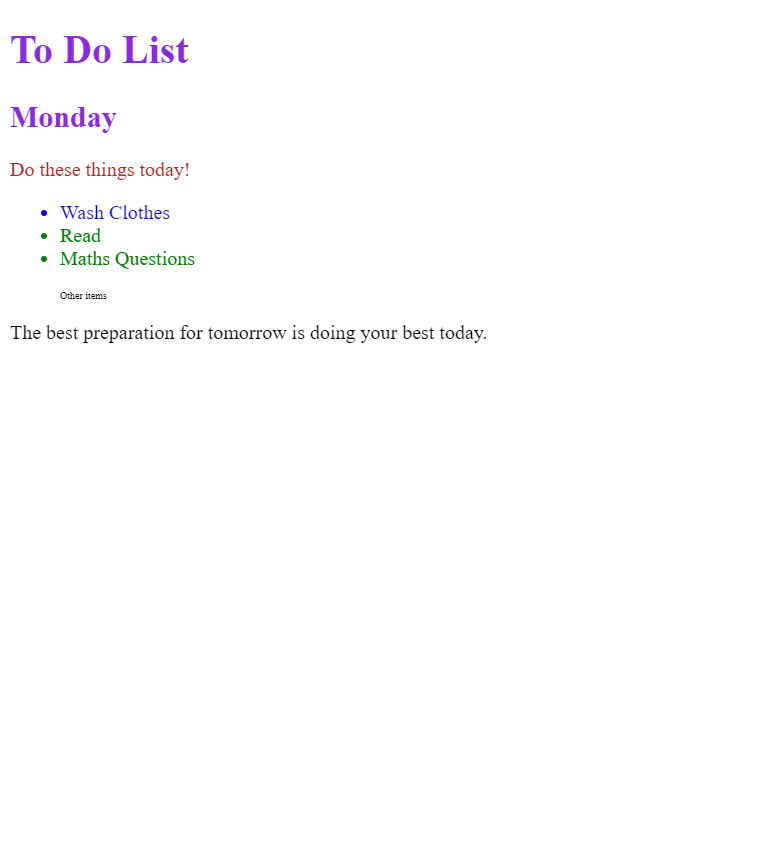 To Do List
Monday
Do these things today!
Wash Clothes
Read
Maths Questions
Other items
The best preparation for tomorrow is doing your best today.